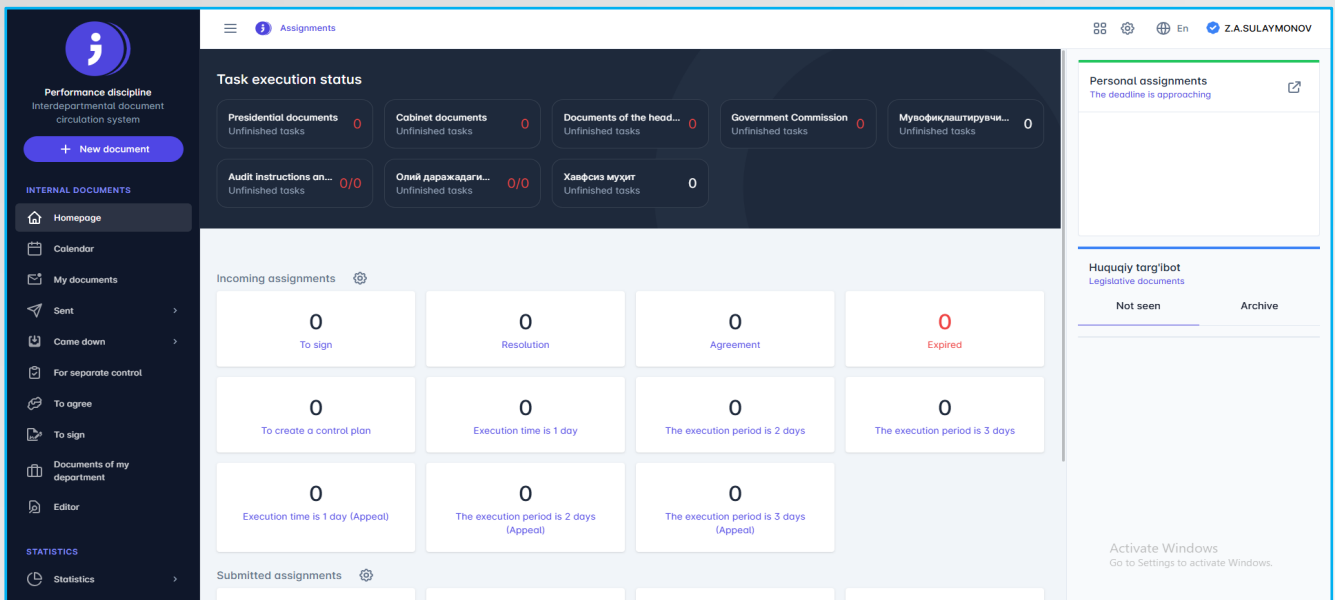 Performance discipline
Interdepartmental document
circulation system
+ New document
INTERNAL DOCUMENTS
Homepage
Calendar
My documents
Sent
Came down
For separate control
To agree
To sign
Documents of my
department
Editor
STATISTICS
Statistics
Assignments
En
Z.A.SULAYMONOV
Task execution status
Presidential documents
Unfinished tasks
0
Cabinet documents
Unfinished tasks
0
Documents of the head...
Unfinished tasks
0
Government Commission
Unfinished tasks
0
Мувофиқлаштирувчи...
Unfinished tasks
0
Audit instructions an...
Unfinished tasks
0/0
Олий даражадаги...
Unfinished tasks
0/0
Хавфсиз муҳит
Unfinished tasks
0
Incoming assignments
0
To sign
0
Resolution
0
Agreement
0
Expired
0
To create a control plan
0
Execution time is 1 day
0
The execution period is 2 days
0
The execution period is 3 days
0
Execution time is 1 day (Appeal)
0
The execution period is 2 days
(Appeal)
0
The execution period is 3 days
(Appeal)
Submitted assignments
Personal assignments
The deadline is approaching
Huquqiy targ'ibot
Legislative documents
Not seen
Archive
Activate Windows
Go to Settings to activate Windows.